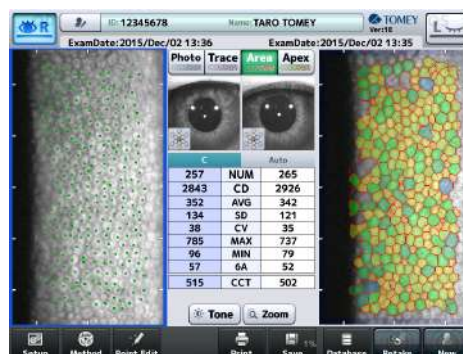 R ID: 12345678 Name: TARO TOMEY TOMEY Ver:10 L
ExamDate:2015/Dec/02 13:36 ExamDate:2015/Dec/02 13:35
Photo Trace Area Apex
C Auto
257 NUM 265
2843 CD 2926
352 AVG 342
134 SD 121
38 CV 35
785 MAX 737
96 MIN 79
57 6A 52
515 CCT 502
Tone Zoom
1%
Setup Method Point Edit Print Save Database Retake New